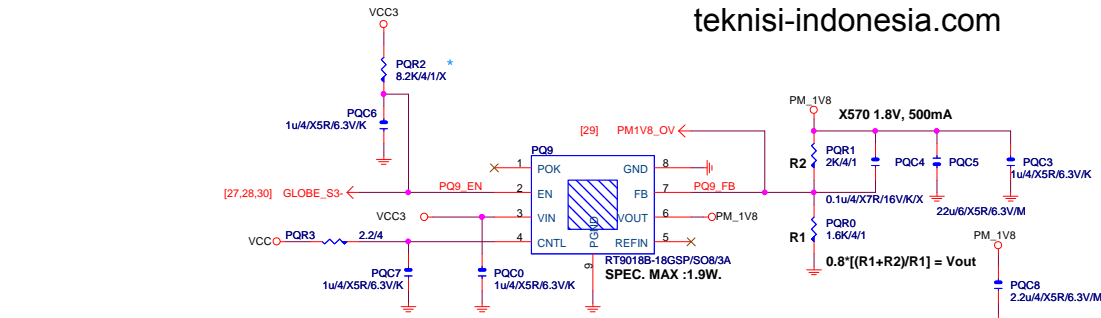 teknisi-indonesia.com
VCC3
PQR2 *
8.2K/4/1/X
PQC6
1u/4/X5R/6.3V/K
[27,28,30] GLOBE_S3-
PQ9_EN
VCC3
VCC
PQR3 2.2/4
PQC7
1u/4/X5R/6.3V/K
PQC0
1u/4/X5R/6.3V/K
PQ9
1 POK
2 EN
3 VIN
4 CNTL
GND 8
FB 7
VOUT 6
REFIN 5
PGND
9
RT9018B-18GSP/SO8/3A
SPEC. MAX :1.9W.
[29] PM1V8_OV
PQ9_FB
PM_1V8
PM_1V8
X570 1.8V, 500mA
R2
PQR1
2K/4/1
PQC4
0.1u/4/X7R/16V/K/X
PQC5
22u/6/X5R/6.3V/M
PQC3
1u/4/X5R/6.3V/K
R1
PQR0
1.6K/4/1
0.8*[(R1+R2)/R1] = Vout
PM_1V8
PQC8
2.2u/4/X5R/6.3V/M